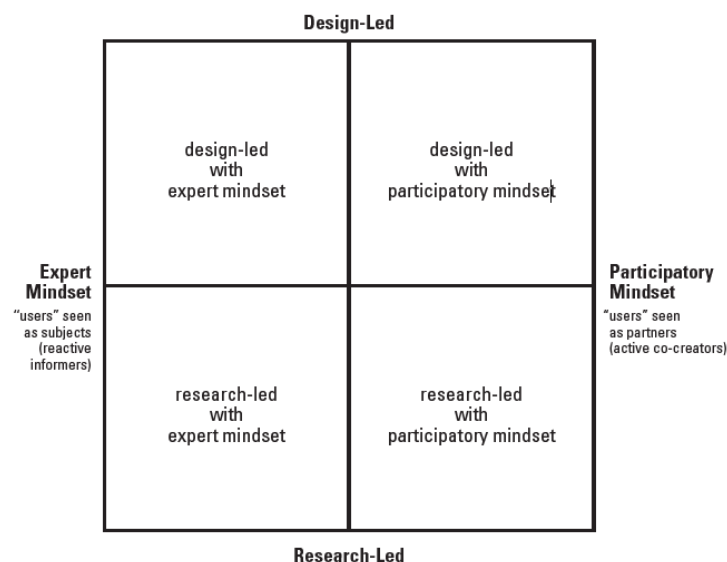 Design-Led
design-led
with
expert mindset
design-led
with
participatory mindset
Expert
Mindset
"users" seen
as subjects
(reactive
informers)
Participatory
Mindset
"users" seen
as partners
(active co-creators)
research-led
with
expert mindset
research-led
with
participatory mindset
Research-Led